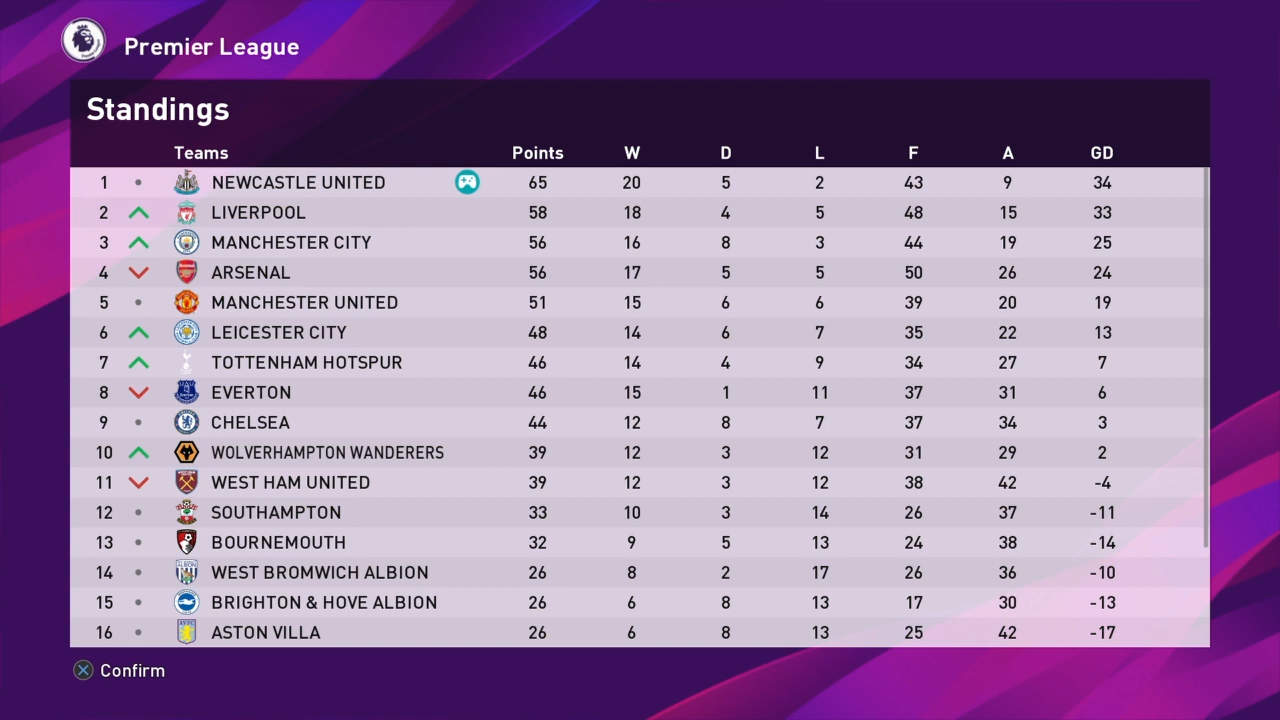 Premier League
Standings
Teams Points W D L F A GD
1 NEWCASTLE UNITED 65 20 5 2 43 9 34
2 LIVERPOOL 58 18 4 5 48 15 33
3 MANCHESTER CITY 56 16 8 3 44 19 25
4 ARSENAL 56 17 5 5 50 26 24
5 MANCHESTER UNITED 51 15 6 6 39 20 19
6 LEICESTER CITY 48 14 6 7 35 22 13
7 TOTTENHAM HOTSPUR 46 14 4 9 34 27 7
8 EVERTON 46 15 1 11 37 31 6
9 CHELSEA 44 12 8 7 37 34 3
10 WOLVERHAMPTON WANDERERS 39 12 3 12 31 29 2
11 WEST HAM UNITED 39 12 3 12 38 42 -4
12 SOUTHAMPTON 33 10 3 14 26 37 -11
13 BOURNEMOUTH 32 9 5 13 24 38 -14
14 WEST BROMWICH ALBION 26 8 2 17 26 36 -10
15 BRIGHTON & HOVE ALBION 26 6 8 13 17 30 -13
16 ASTON VILLA 26 6 8 13 25 42 -17
Confirm